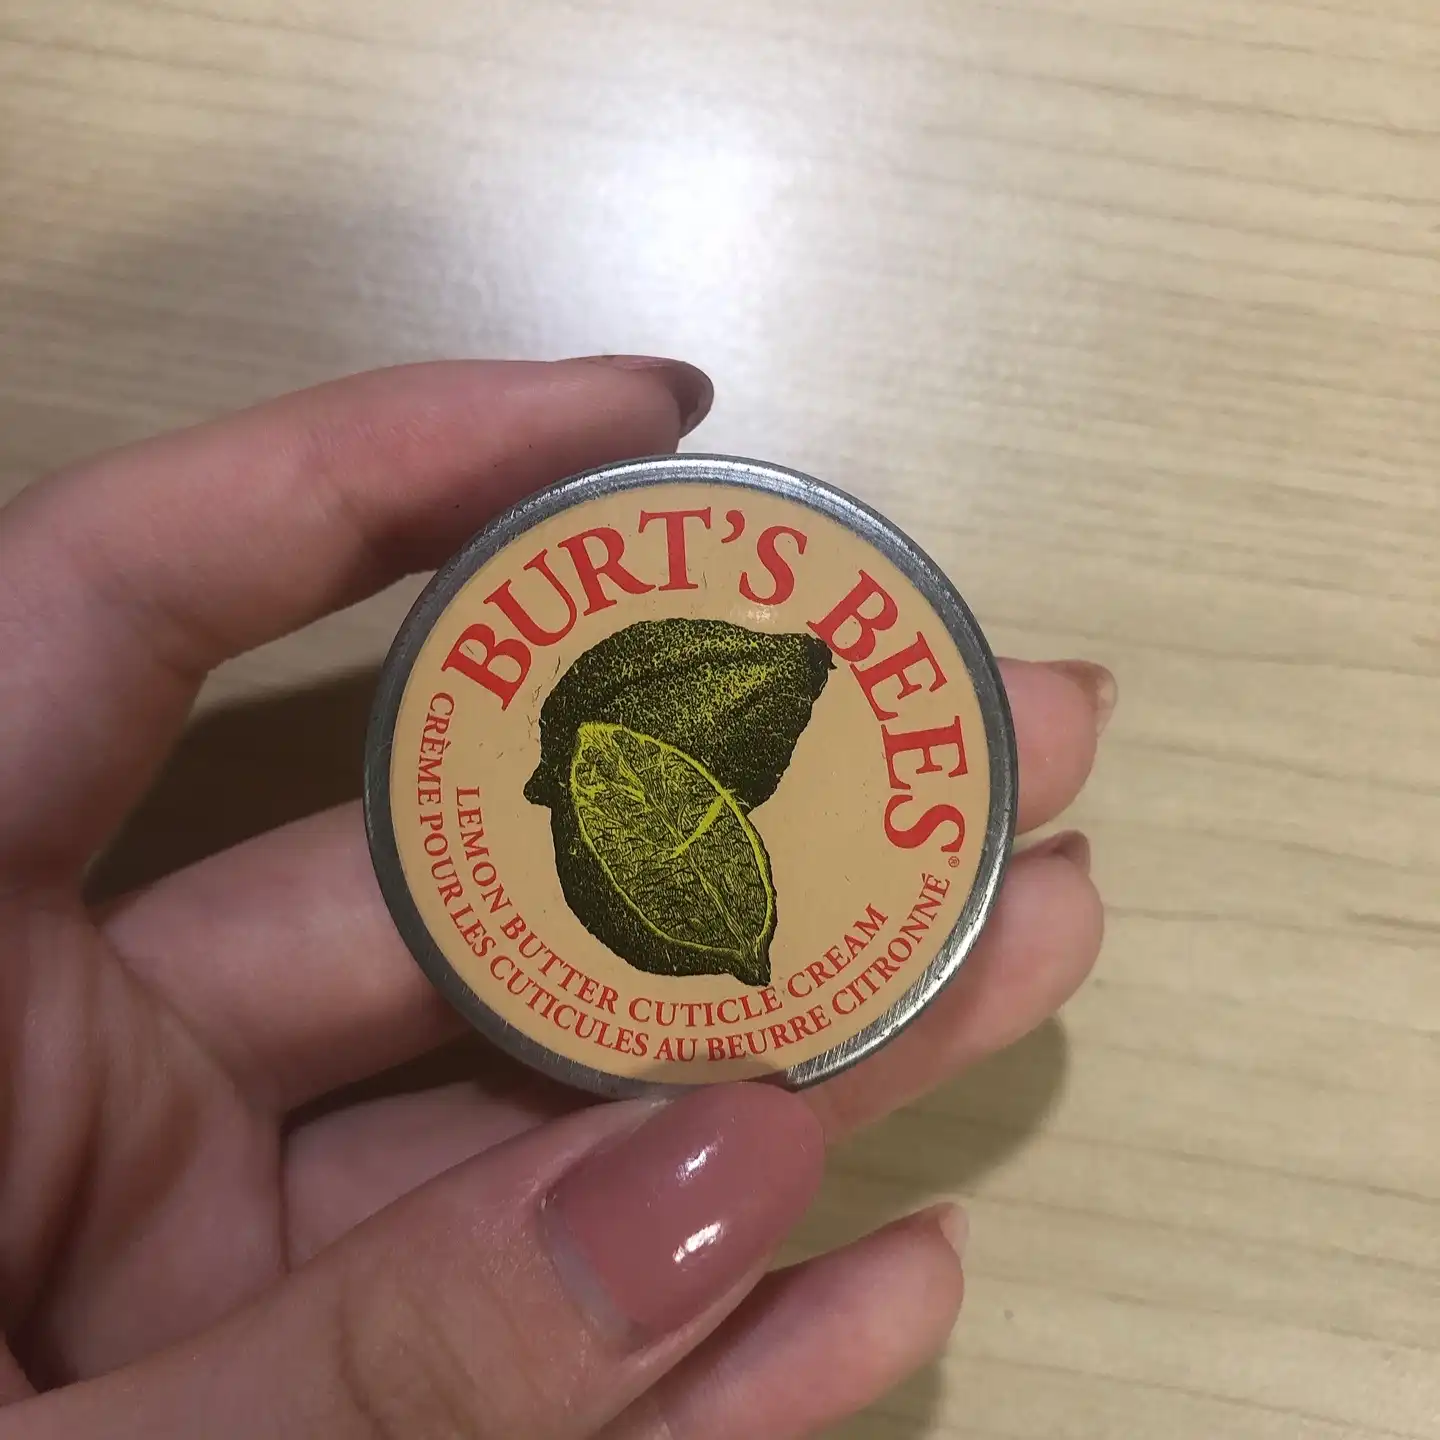 BURT'S BEES®
LEMON BUTTER CUTICLE CREAM
CRÈME POUR LES CUTICULES AU BEURRE CITRONNÉ